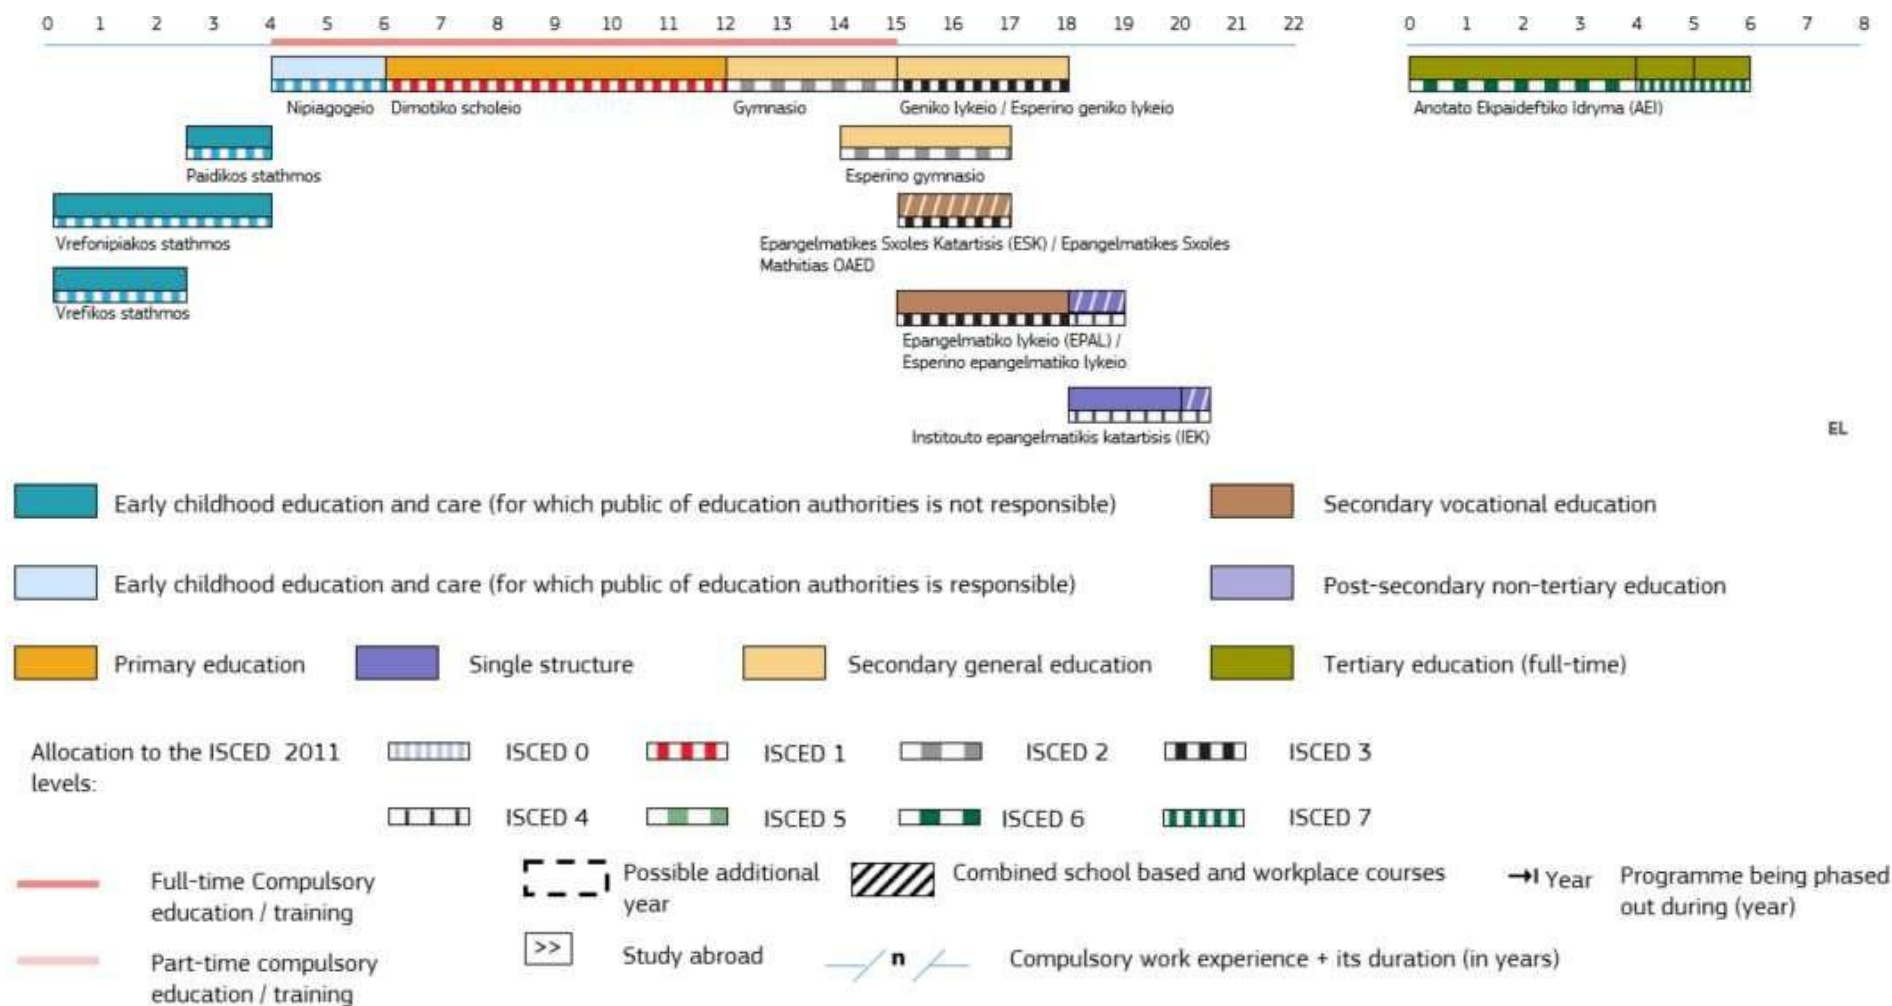 0 1 2 3 4 5 6 7 8 9 10 11 12 13 14 15 16 17 18 19 20 21 22 0 1 2 3 4 5 6 7 8
Nipiagogeio Dimotiko scholeio Gymnasio Geniko lykeio / Esperino geniko lykeio Anotato Ekpaideftiko Idryma (AEI)
Paidikos stathmos Esperino gymnasio
Vrefonipiakos stathmos Epangelmatikes Sxoles Katartisis (ESK) / Epangelmatikes Sxoles
Mathitias OAED
Vrefikos stathmos
Epangelmatiko lykeio (EPAL) /
Esperino epangelmatiko lykeio
Institouto epangelmatikis katartisis (IEK)
EL
Early childhood education and care (for which public of education authorities is not responsible) Secondary vocational education
Early childhood education and care (for which public of education authorities is responsible) Post-secondary non-tertiary education
Primary education Single structure Secondary general education Tertiary education (full-time)
Allocation to the ISCED 2011
levels:
ISCED 0 ISCED 1 ISCED 2 ISCED 3
ISCED 4 ISCED 5 ISCED 6 ISCED 7
Full-time Compulsory
education / training
Possible additional
year
Combined school based and workplace courses
Year Programme being phased
out during (year)
Part-time compulsory
education / training
>> Study abroad
n Compulsory work experience + its duration (in years)